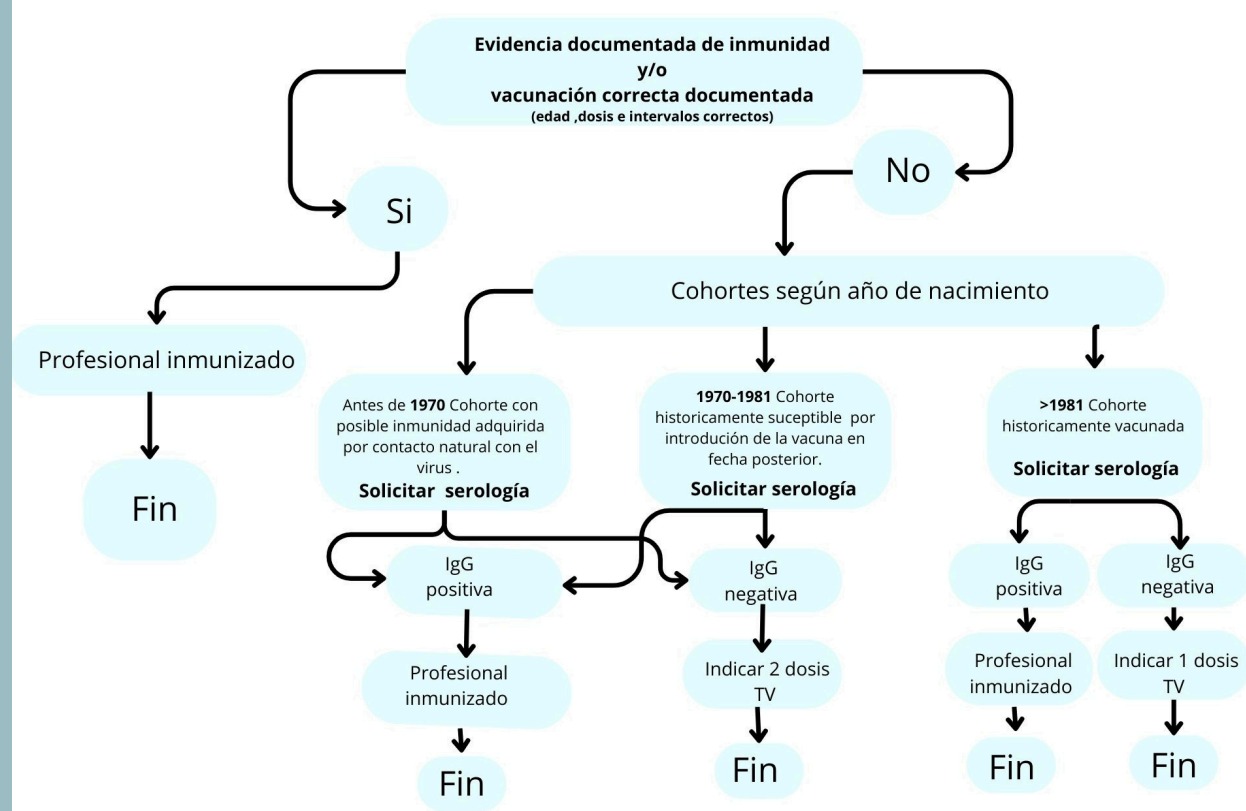 Evidencia documentada de inmunidad
y/o
vacunación correcta documentada
(edad ,dosis e intervalos correctos)
Si
No
Profesional inmunizado
Fin
Cohortes según año de nacimiento
Antes de 1970 Cohorte con
posible inmunidad adquirida
por contacto natural con el
virus .
Solicitar serología
1970-1981 Cohorte
historicamente suceptible por
introdución de la vacuna en
fecha posterior.
Solicitar serología
>1981 Cohorte
historicamente vacunada
Solicitar serología
IgG
positiva
IgG
negativa
IgG
positiva
IgG
negativa
Profesional
inmunizado
Indicar 2 dosis
TV
Profesional
inmunizado
Indicar 1 dosis
TV
Fin
Fin
Fin
Fin